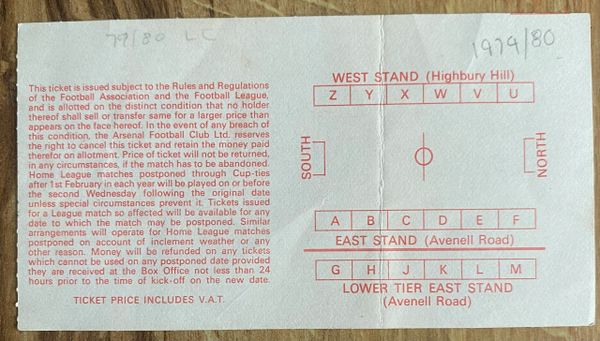 79/80 LC
1979/80
This ticket is issued subject to the Rules and Regulations
of the Football Association and the Football League,
and is allotted on the distinct condition that no holder
thereof shall sell or transfer same for a larger price than
appears on the face hereof. In the event of any breach of
this condition, the Arsenal Football Club Ltd. reserves
the right to cancel this ticket and retain the money paid
therefor on allotment. Price of ticket will not be returned,
in any circumstances, if the match has to be abandoned.
Home League matches postponed through Cup-ties
after 1st February in each year will be played on or before
the second Wednesday following the original date
unless special circumstances prevent it. Tickets issued
for a League match so affected will be available for any
date to which the match may be postponed. Similar
arrangements will operate for Home League matches
postponed on account of inclement weather or any
other reason. Money will be refunded on any tickets
which cannot be used on any postponed date provided
they are received at the Box Office not less than 24
hours prior to the time of kick-off on the new date.
TICKET PRICE INCLUDES V.A.T.
WEST STAND (Highbury Hill)
Z Y X W V U
SOUTH
NORTH
A B C D E F
EAST STAND (Avenell Road)
G H J K L M
LOWER TIER EAST STAND
(Avenell Road)